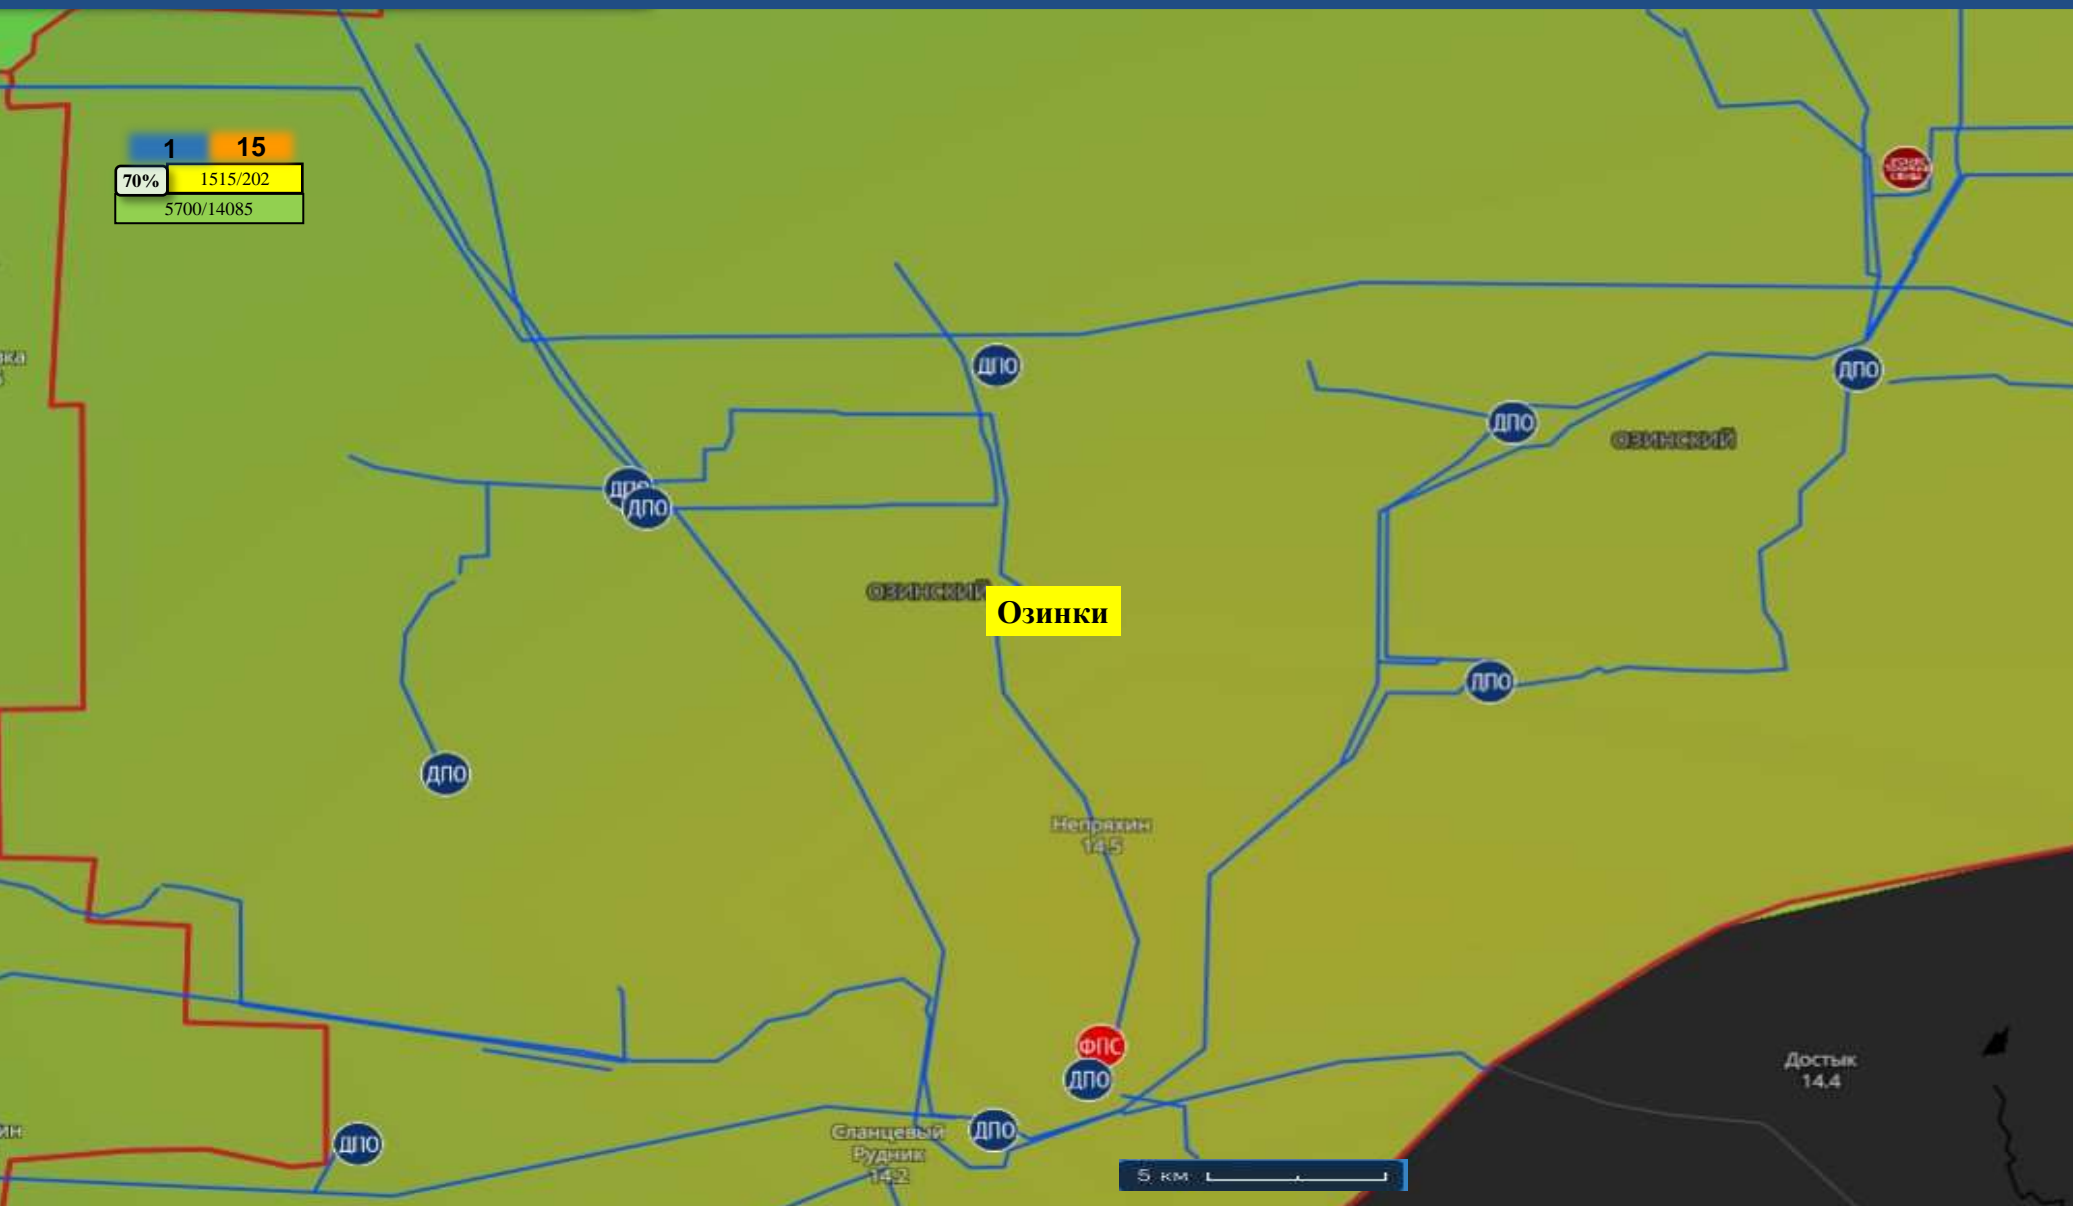 1 15
70% 1515/202
5700/14085
ДПО
ДПО
ДПО
ОЗИНСКИЙ
ДПО
ДПО
ОЗИНСКИЙ
Озинки
ДПО
ДПО
Непряхин
14.5
ФПС
ДПО
Достык
14.4
ДПО
Сланцевый
Рудник
14.2
ДПО
5 км